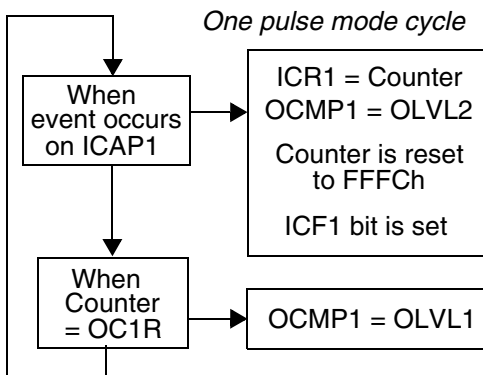 One pulse mode cycle
When
event occurs
on ICAP1
ICR1 = Counter
OCMP1 = OLVL2
Counter is reset
to FFFCh
ICF1 bit is set
When
Counter
= OC1R
OCMP1 = OLVL1